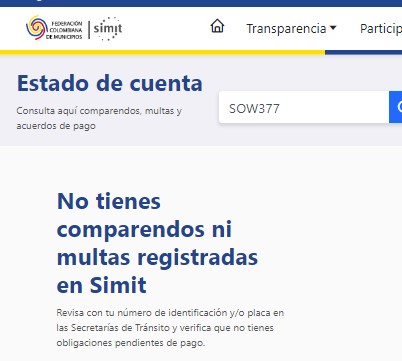 FEDERACIÓN
COLOMBIANA
DE MUNICIPIOS
simit
Transparencia
Particip
Estado de cuenta
Consulta aquí comparendos, multas y
acuerdos de pago
SOW377
No tienes
comparendos ni
multas registradas
en Simit
Revisa con tu número de identificación y/o placa en
las Secretarías de Tránsito y verifica que no tienes
obligaciones pendientes de pago.